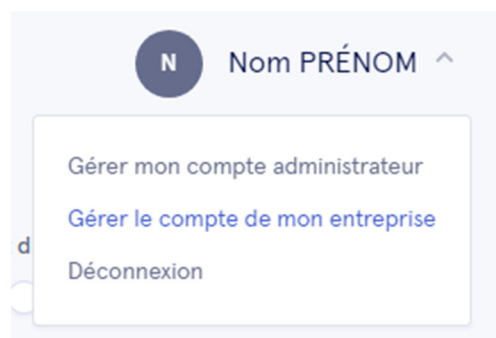 N
Nom PRÉNOM
Gérer mon compte administrateur
Gérer le compte de mon entreprise
d
Déconnexion